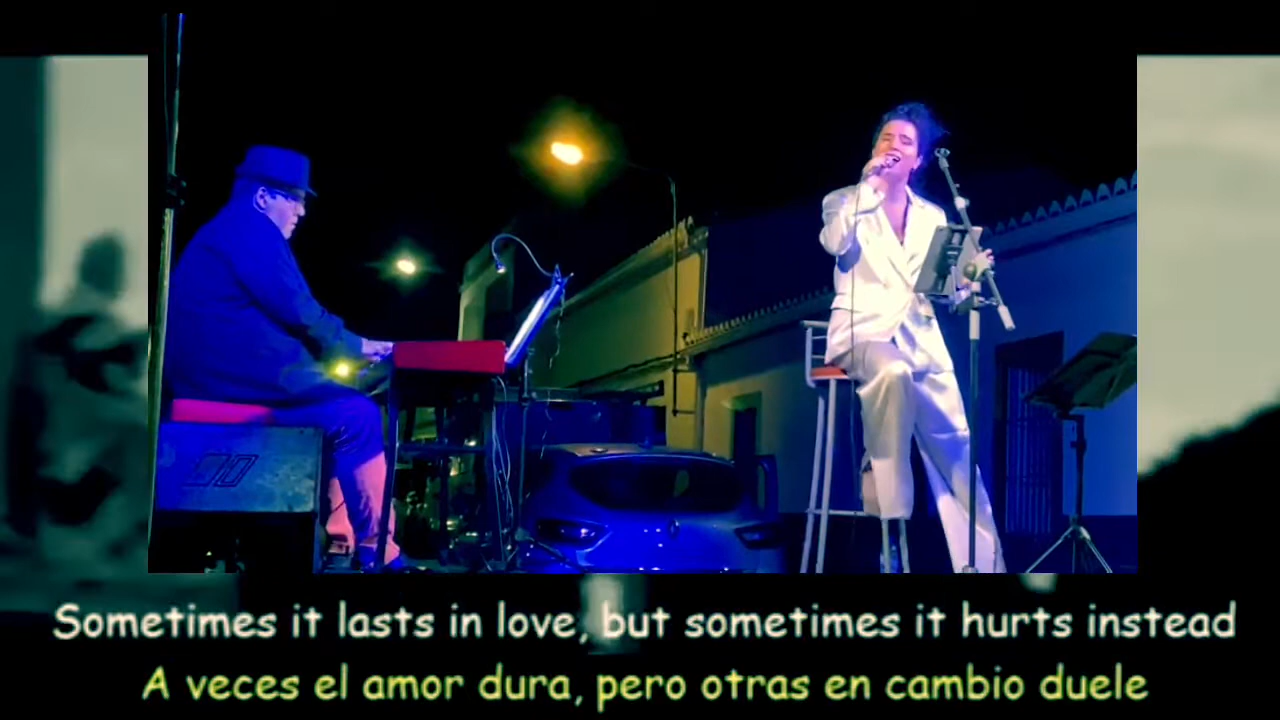 Sometimes it lasts in love, but sometimes it hurts instead
A veces el amor dura, pero otras en cambio duele